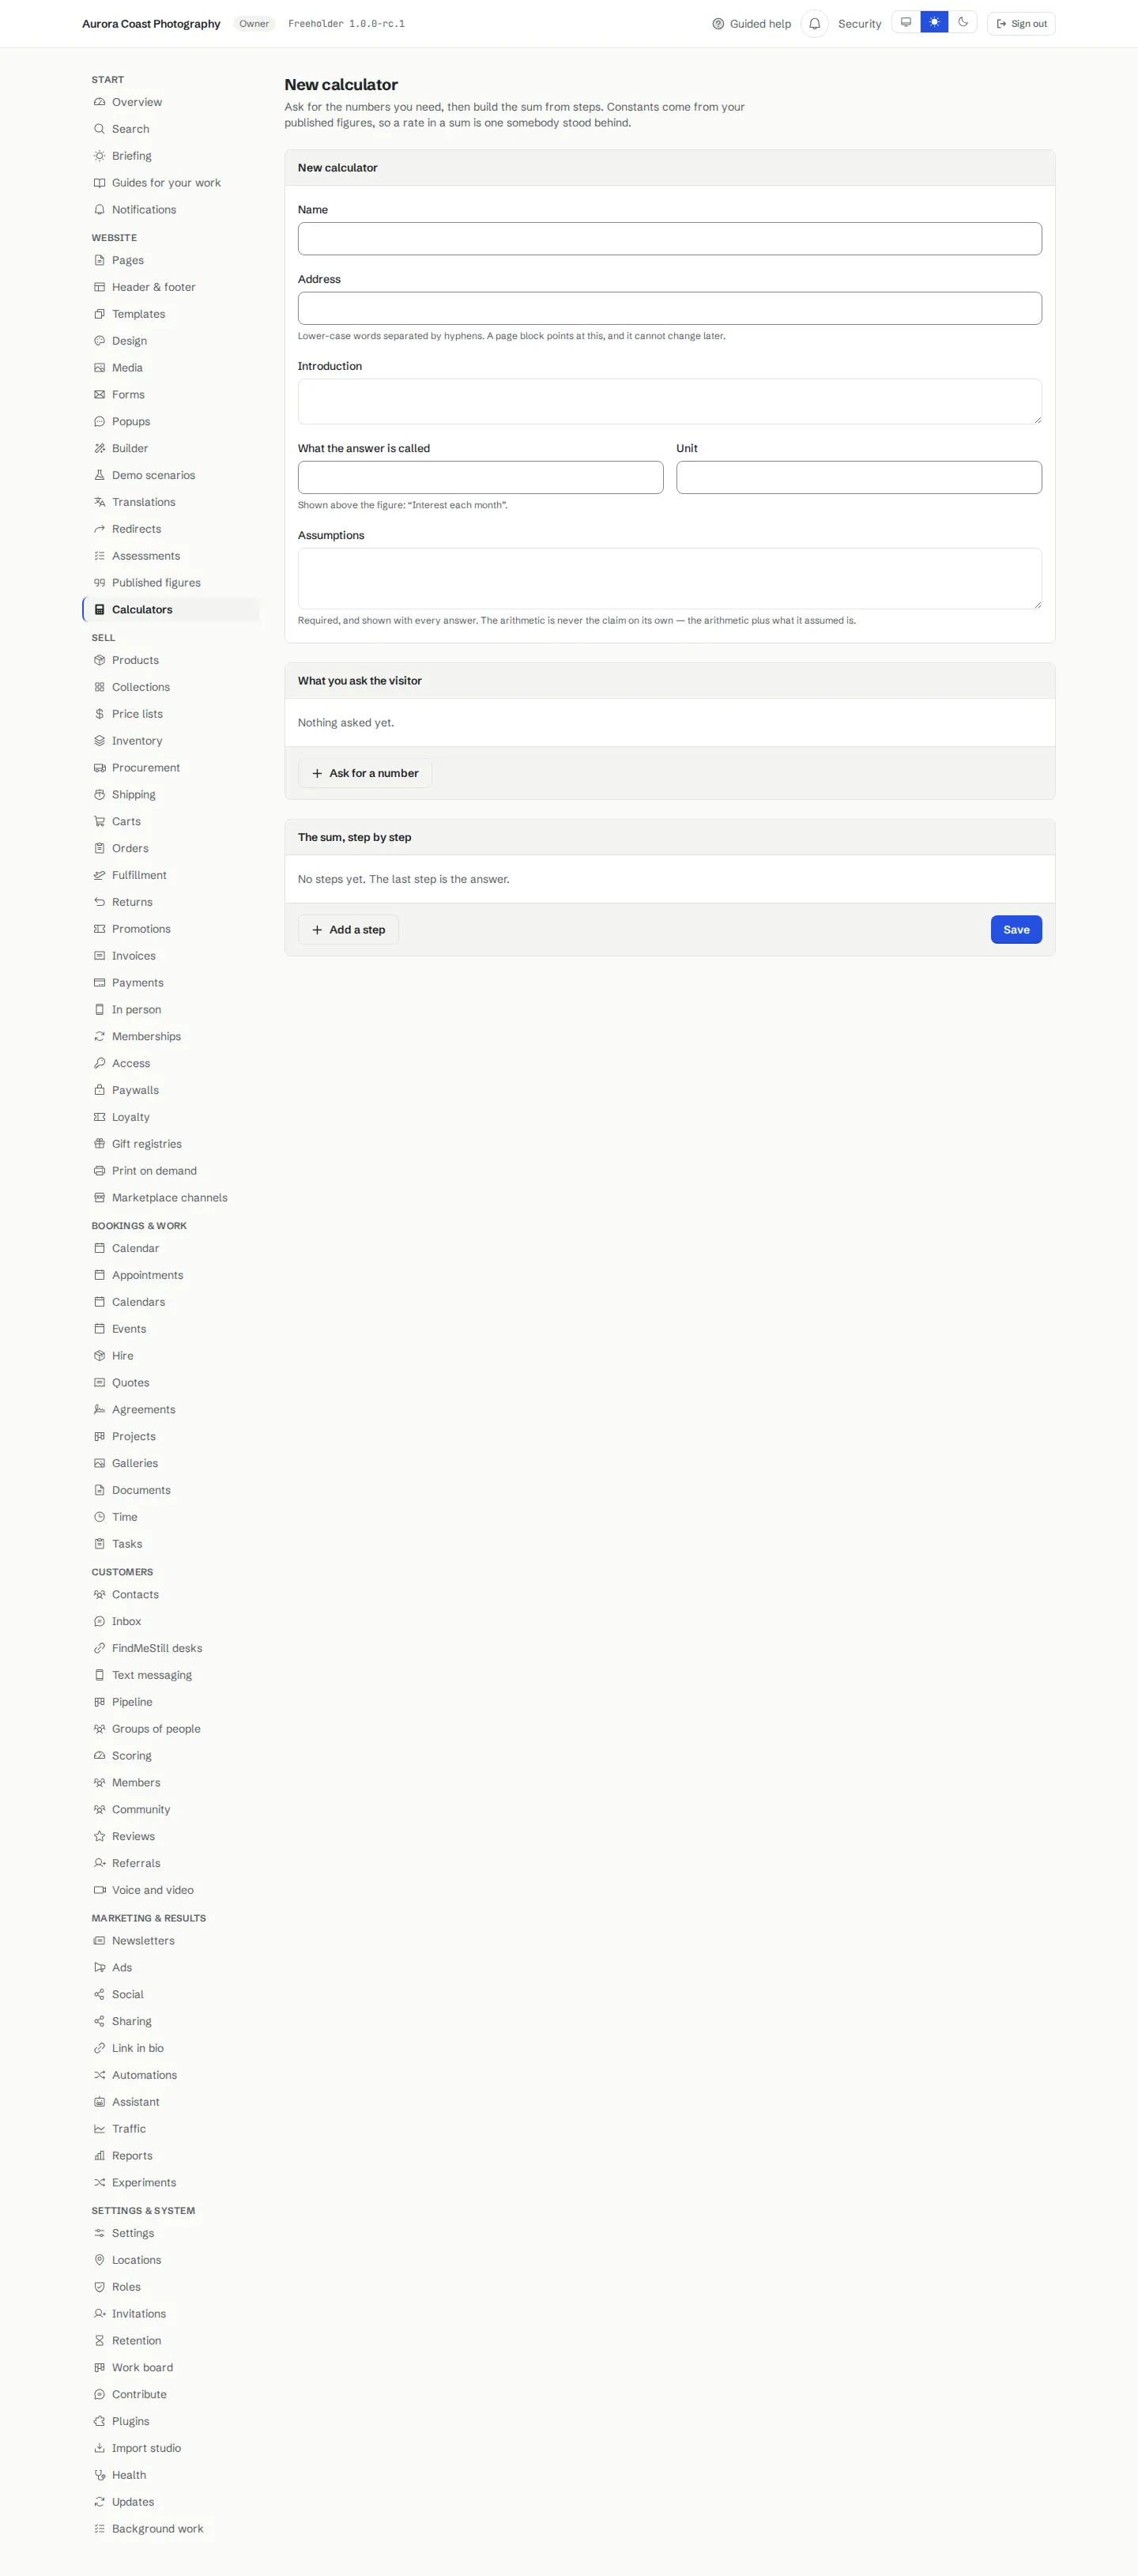 Aurora Coast Photography
Owner
Freeholder 1.0.0-rc.1
Guided help
Security
Sign out
START
Overview
Search
Briefing
Guides for your work
Notifications
WEBSITE
Pages
Header & footer
Templates
Design
Media
Forms
Popups
Builder
Demo scenarios
Translations
Redirects
Assessments
Published figures
Calculators
SELL
Products
Collections
Price lists
Inventory
Procurement
Shipping
Carts
Orders
Fulfillment
Returns
Promotions
Invoices
Payments
In person
Memberships
Access
Paywalls
Loyalty
Gift registries
Print on demand
Marketplace channels
BOOKINGS & WORK
Calendar
Appointments
Calendars
Events
Hire
Quotes
Agreements
Projects
Galleries
Documents
Time
Tasks
CUSTOMERS
Contacts
Inbox
FindMeStill desks
Text messaging
Pipeline
Groups of people
Scoring
Members
Community
Reviews
Referrals
Voice and video
MARKETING & RESULTS
Newsletters
Ads
Social
Sharing
Link in bio
Automations
Assistant
Traffic
Reports
Experiments
SETTINGS & SYSTEM
Settings
Locations
Roles
Invitations
Retention
Work board
Contribute
Plugins
Import studio
Health
Updates
Background work
New calculator
Ask for the numbers you need, then build the sum from steps. Constants come from your
published figures, so a rate in a sum is one somebody stood behind.
New calculator
Name
Address
Lower-case words separated by hyphens. A page block points at this, and it cannot change later.
Introduction
What the answer is called
Unit
Shown above the figure: “Interest each month”.
Assumptions
Required, and shown with every answer. The arithmetic is never the claim on its own — the arithmetic plus what it assumed is.
What you ask the visitor
Nothing asked yet.
Ask for a number
The sum, step by step
No steps yet. The last step is the answer.
Add a step
Save